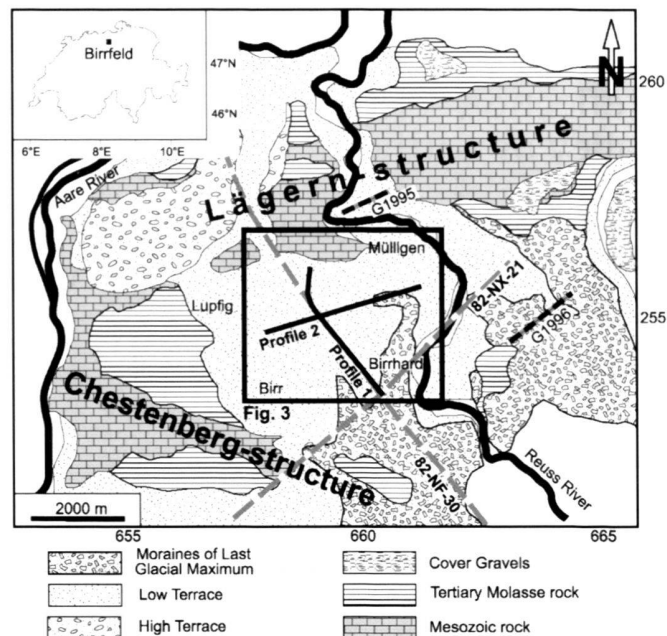 Birrfeld
47°N
46°N
6°E
8°E
10°E
N
260
Aare River
Lägern-structure
G1995
Mülligen
82-NX-21
Lupfig
Profile 2
255
G1996
Birrhard
Profile 1
Birr
Fig. 3
Chestenberg-structure
82-NF-30
Reuss River
2000 m
655
660
665
Moraines of Last
Glacial Maximum
Low Terrace
High Terrace
Cover Gravels
Tertiary Molasse rock
Mesozoic rock